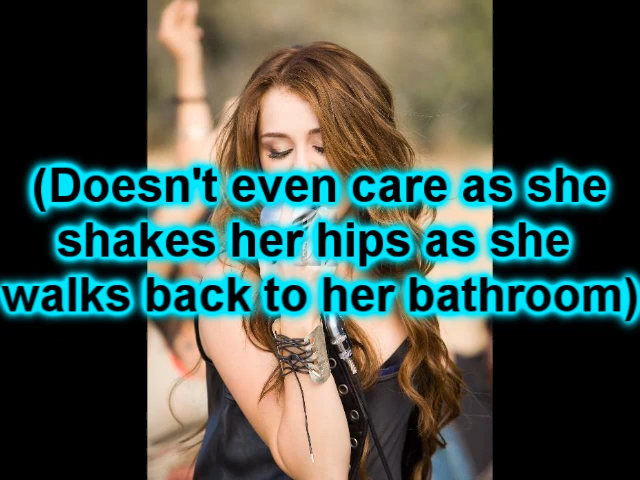 (Doesn't even care as she
shakes her hips as she
walks back to her bathroom)